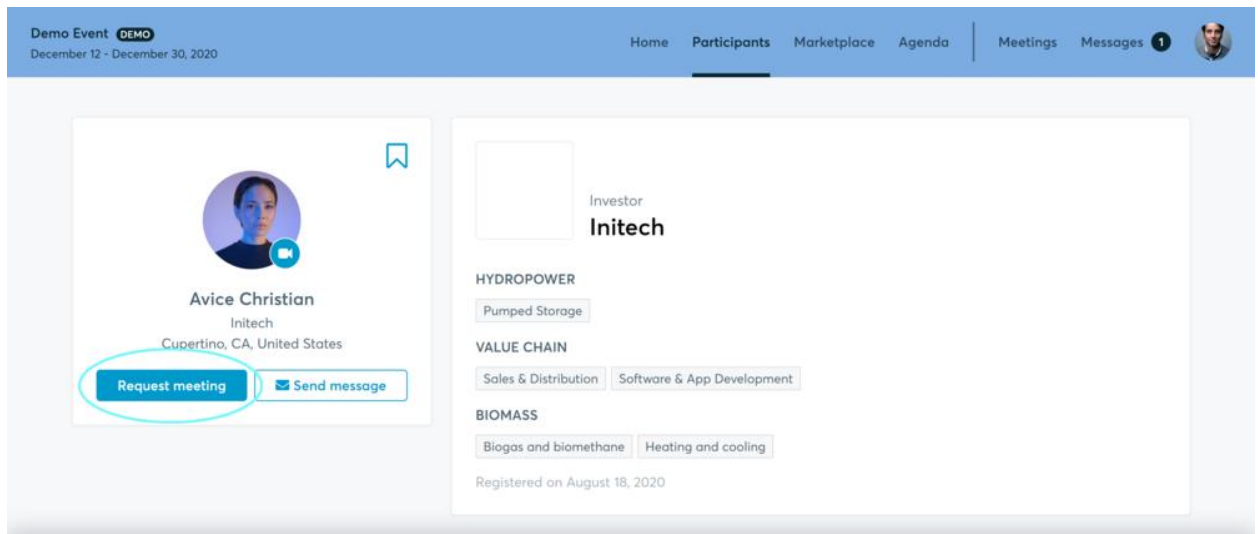 Demo Event DEMO
December 12 - December 30, 2020
Home Participants Marketplace Agenda Meetings Messages 1
Avice Christian
Initech
Cupertino, CA, United States
Request meeting Send message
Investor
Initech
HYDROPOWER
Pumped Storage
VALUE CHAIN
Sales & Distribution Software & App Development
BIOMASS
Biogas and biomethane Heating and cooling
Registered on August 18, 2020